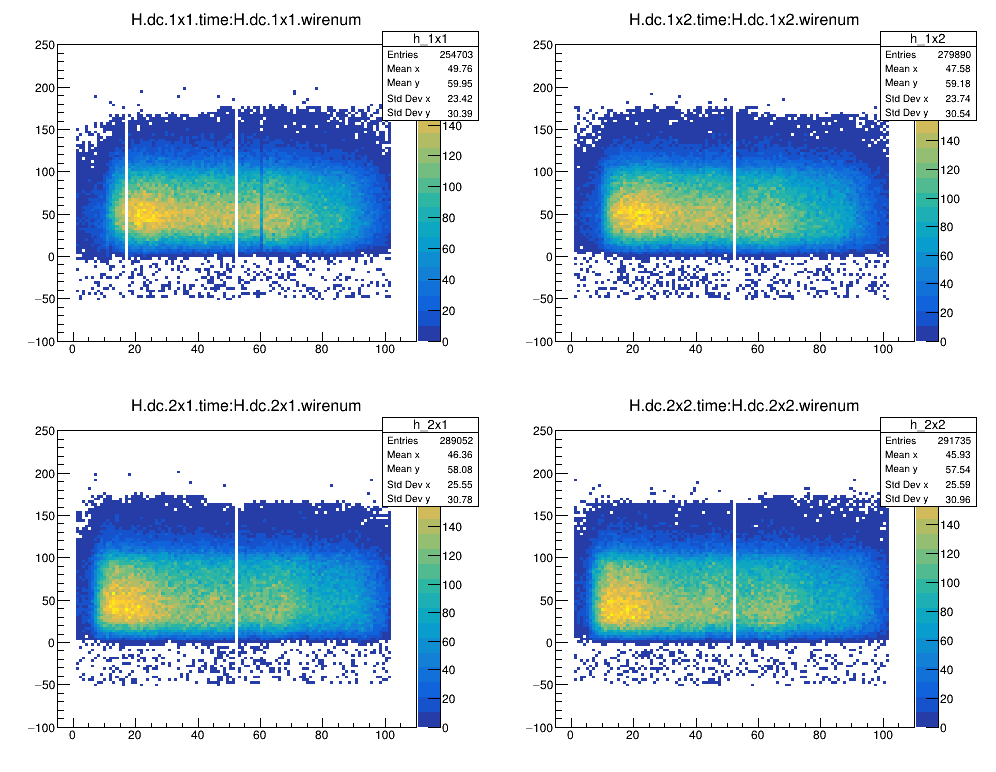 H.dc.1x1.time:H.dc.1x1.wirenum
h_1x1
Entries 254703
Mean x 49.76
Mean y 59.95
Std Dev x 23.42
Std Dev y 30.39
250
200
150
100
50
0
−50
−100
0 20 40 60 80 100
140
120
100
80
60
40
20
0
H.dc.1x2.time:H.dc.1x2.wirenum
h_1x2
Entries 279890
Mean x 47.58
Mean y 59.18
Std Dev x 23.74
Std Dev y 30.54
250
200
150
100
50
0
−50
−100
0 20 40 60 80 100
140
120
100
80
60
40
20
0
H.dc.2x1.time:H.dc.2x1.wirenum
h_2x1
Entries 289052
Mean x 46.36
Mean y 58.08
Std Dev x 25.55
Std Dev y 30.78
250
200
150
100
50
0
−50
−100
0 20 40 60 80 100
140
120
100
80
60
40
20
0
H.dc.2x2.time:H.dc.2x2.wirenum
h_2x2
Entries 291735
Mean x 45.93
Mean y 57.54
Std Dev x 25.59
Std Dev y 30.96
250
200
150
100
50
0
−50
−100
0 20 40 60 80 100
140
120
100
80
60
40
20
0